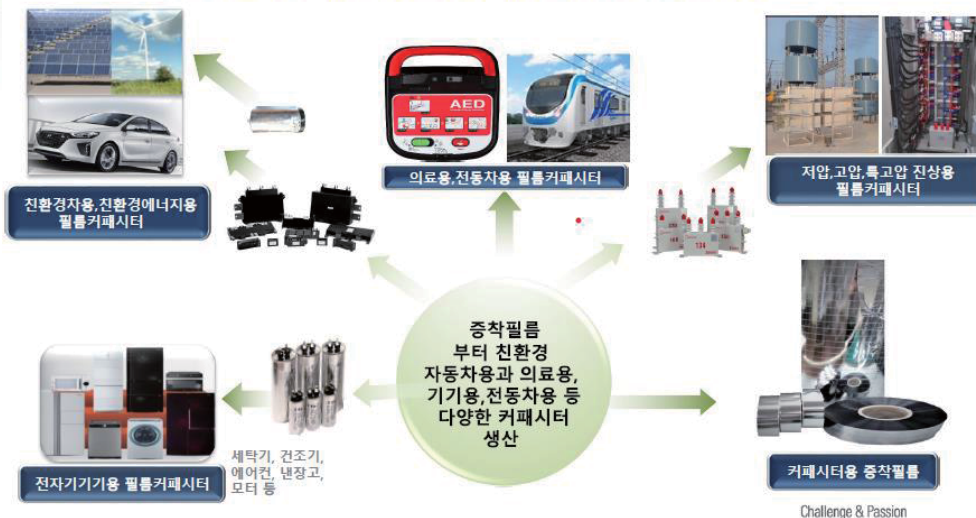 AED
의료용,전동차용 필름커패시터
저압,고압,특고압 진상용
필름커패시터
친환경차용,친환경에너지용
필름커패시터
증착필름
부터 친환경
자동차용과 의료용,
기기용,전동차용 등
다양한 커패시터
생산
세탁기, 건조기,
에어컨, 냉장고,
모터 등
전자기기기용 필름커패시터
커패시터용 증착필름
Challenge & Passion